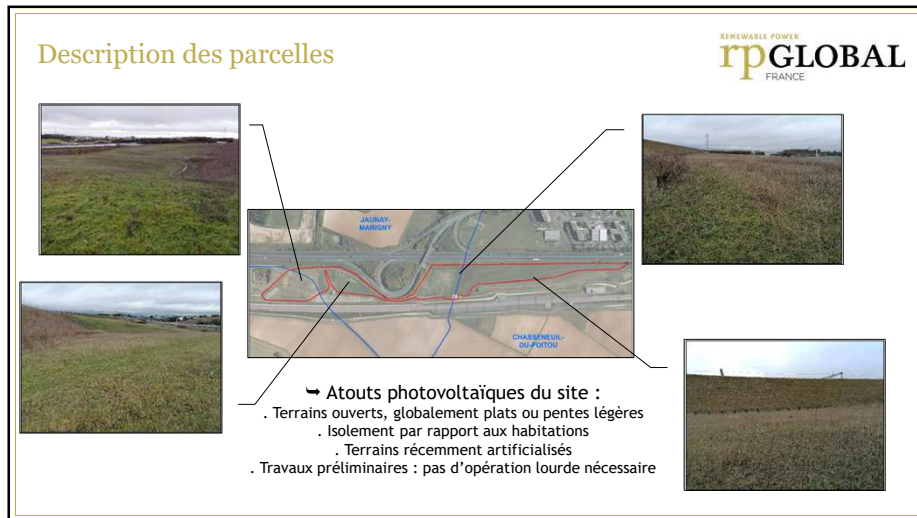 Description des parcelles
RENEWABLE POWER
rpGLOBAL
FRANCE
JAUNAY-
MARIGNY
CHASSENEUIL-
DU-POITOU
➥ Atouts photovoltaïques du site :
. Terrains ouverts, globalement plats ou pentes légères
. Isolement par rapport aux habitations
. Terrains récemment artificialisés
. Travaux préliminaires : pas d’opération lourde nécessaire